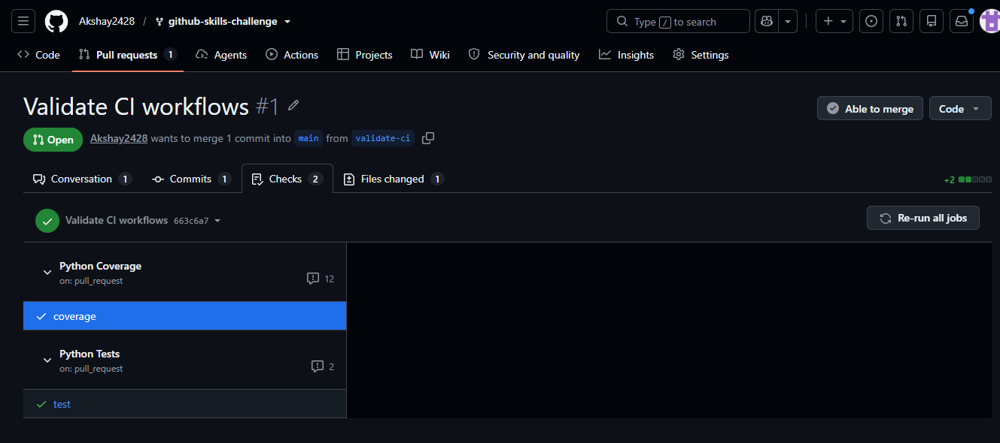 Akshay2428 / github-skills-challenge
Type / to search
Code Pull requests 1 Agents Actions Projects Wiki Security and quality Insights Settings
Validate CI workflows #1
Able to merge Code
Open Akshay2428 wants to merge 1 commit into main from validate-ci
Conversation 1 Commits 1 Checks 2 Files changed 1 +2
Validate CI workflows 663c6a7 Re-run all jobs
Python Coverage
on: pull_request 12
coverage
Python Tests
on: pull_request 2
test